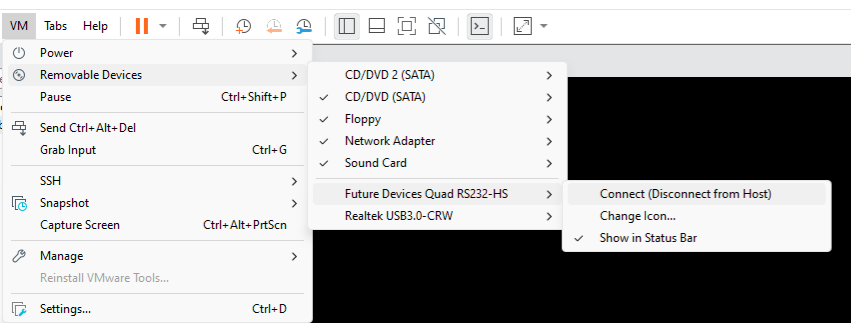 VM Tabs Help
Power
Removable Devices
Pause Ctrl+Shift+P
Send Ctrl+Alt+Del
Grab Input Ctrl+G
SSH
Snapshot
Capture Screen Ctrl+Alt+PrtScn
Manage
Reinstall VMware Tools...
Settings... Ctrl+D
CD/DVD 2 (SATA)
CD/DVD (SATA)
Floppy
Network Adapter
Sound Card
Future Devices Quad RS232-HS
Realtek USB3.0-CRW
Connect (Disconnect from Host)
Change Icon...
Show in Status Bar